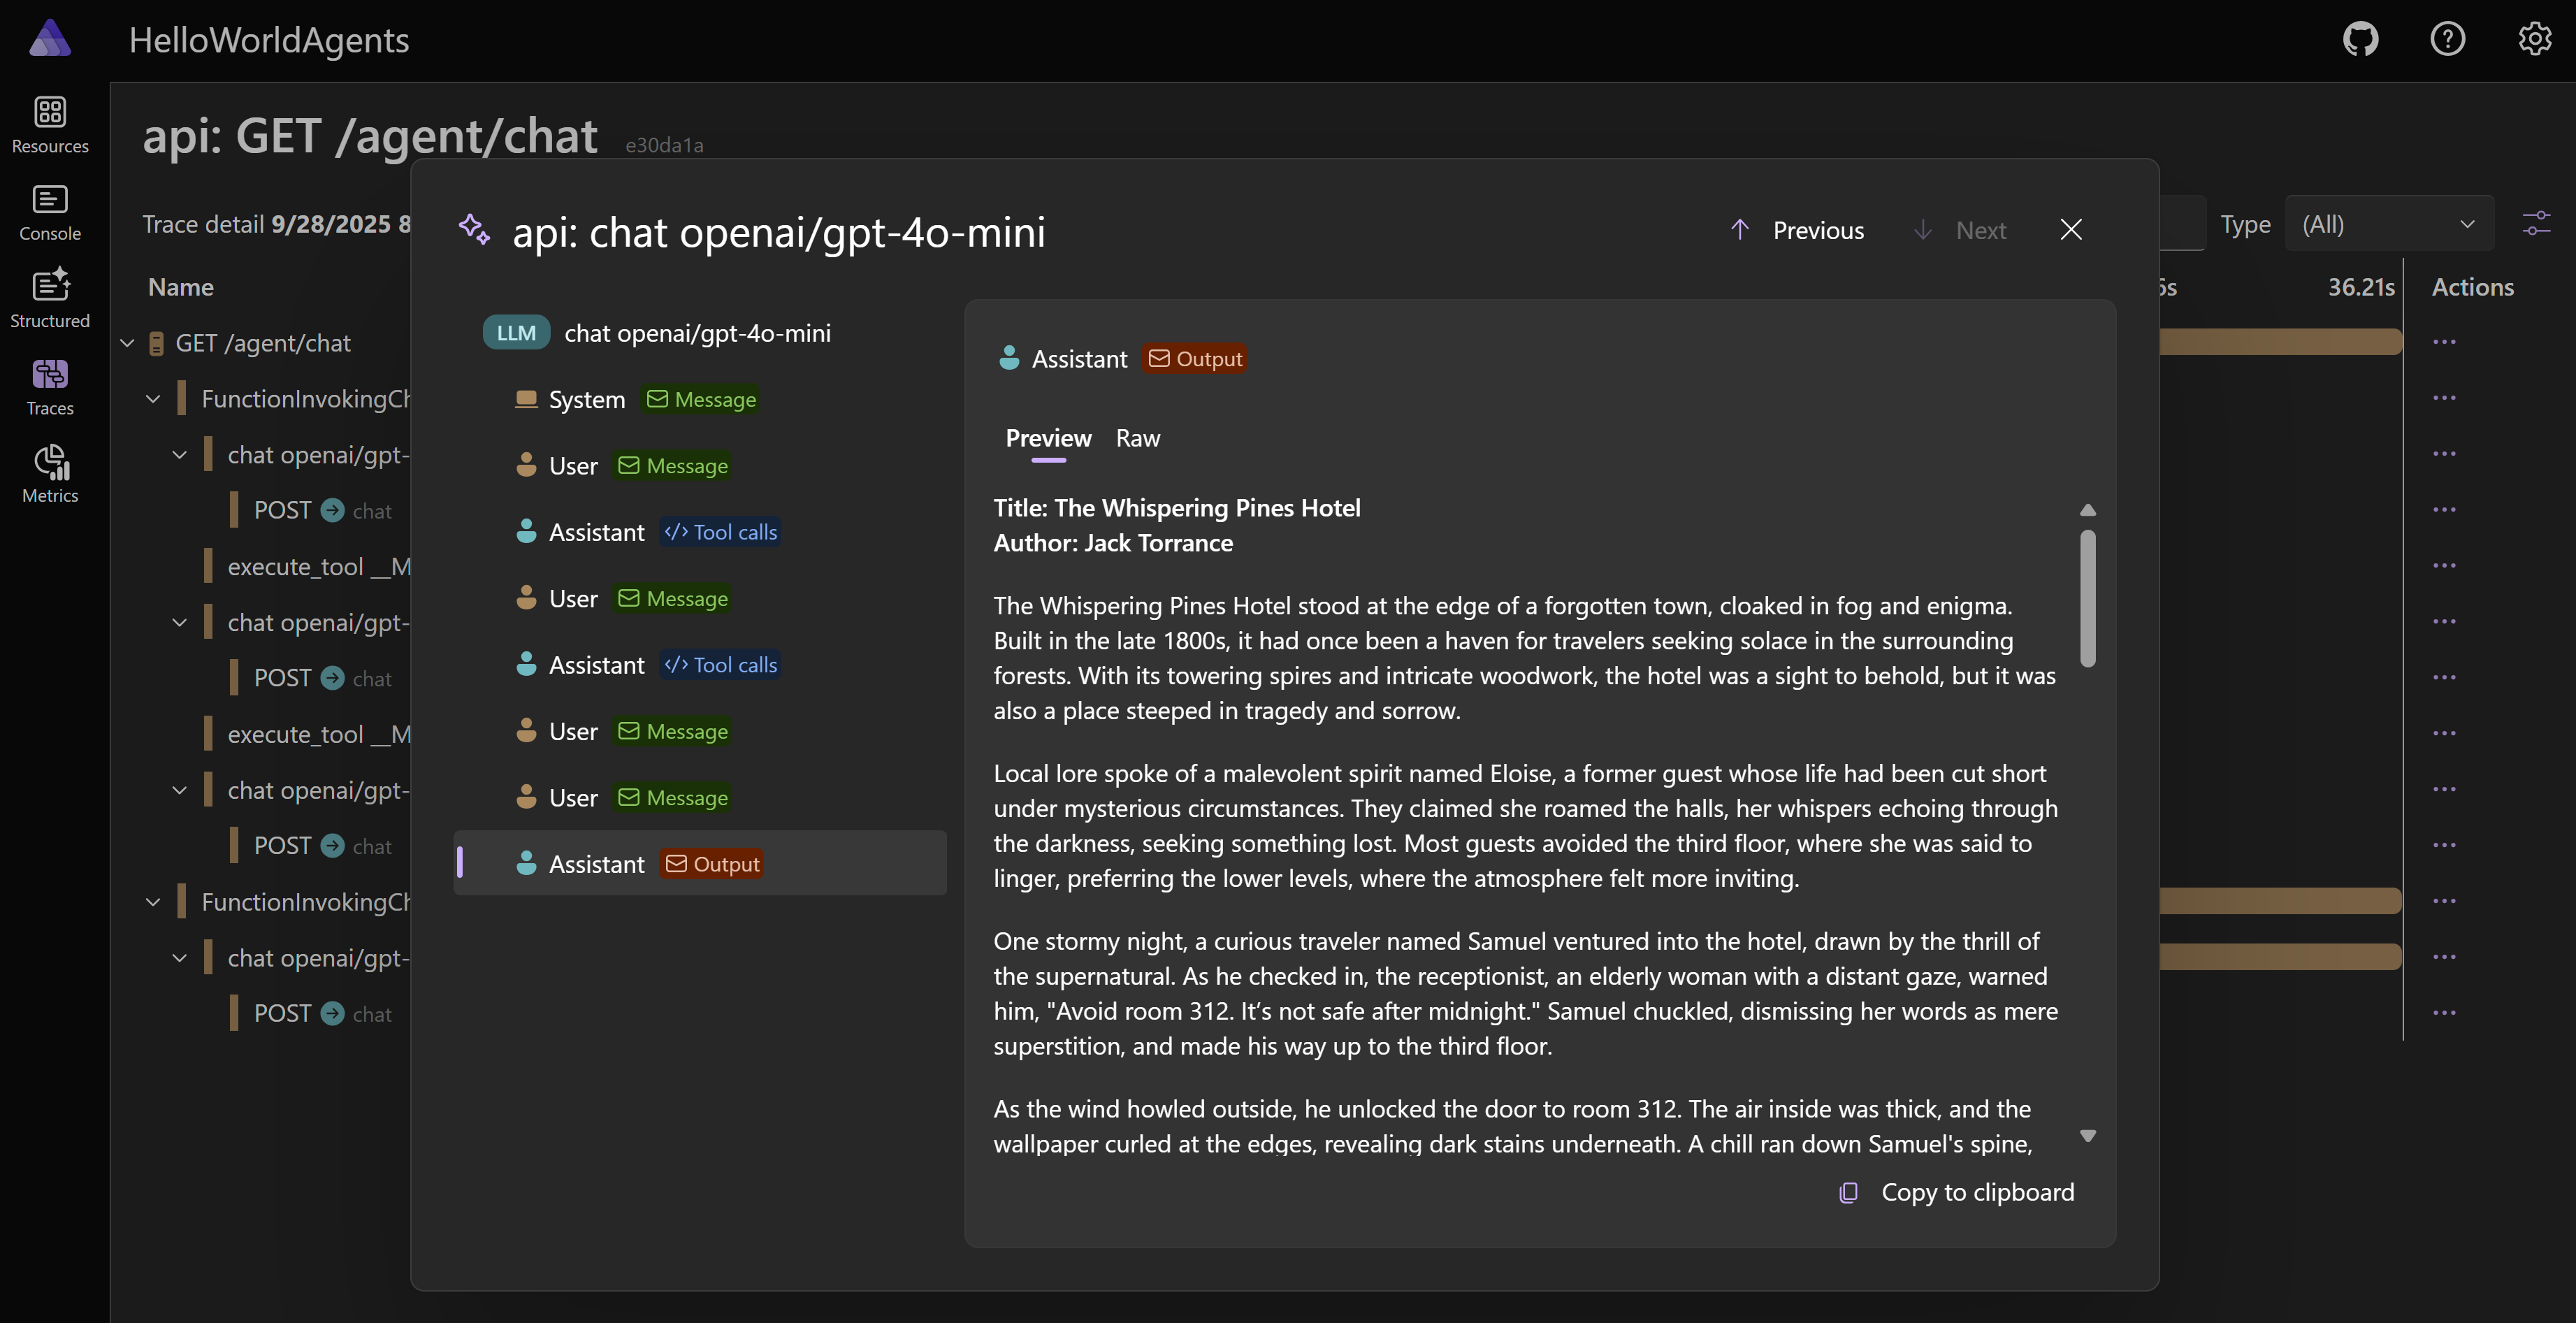 HelloWorldAgents
Resources
Console
Structured
Traces
Metrics
api: GET /agent/chat e30da1a
Trace detail 9/28/2025 8
Type (All)
Name
36.21s Actions
GET /agent/chat
FunctionInvokingCh
chat openai/gpt-
POST chat
execute_tool __M
chat openai/gpt-
POST chat
execute_tool __M
chat openai/gpt-
POST chat
FunctionInvokingCh
chat openai/gpt-
POST chat
api: chat openai/gpt-4o-mini
Previous Next
LLM chat openai/gpt-4o-mini
System Message
User Message
Assistant Tool calls
User Message
Assistant Tool calls
User Message
User Message
Assistant Output
Assistant Output
Preview Raw
Title: The Whispering Pines Hotel
Author: Jack Torrance
The Whispering Pines Hotel stood at the edge of a forgotten town, cloaked in fog and enigma.
Built in the late 1800s, it had once been a haven for travelers seeking solace in the surrounding
forests. With its towering spires and intricate woodwork, the hotel was a sight to behold, but it was
also a place steeped in tragedy and sorrow.
Local lore spoke of a malevolent spirit named Eloise, a former guest whose life had been cut short
under mysterious circumstances. They claimed she roamed the halls, her whispers echoing through
the darkness, seeking something lost. Most guests avoided the third floor, where she was said to
linger, preferring the lower levels, where the atmosphere felt more inviting.
One stormy night, a curious traveler named Samuel ventured into the hotel, drawn by the thrill of
the supernatural. As he checked in, the receptionist, an elderly woman with a distant gaze, warned
him, "Avoid room 312. It’s not safe after midnight." Samuel chuckled, dismissing her words as mere
superstition, and made his way up to the third floor.
As the wind howled outside, he unlocked the door to room 312. The air inside was thick, and the
wallpaper curled at the edges, revealing dark stains underneath. A chill ran down Samuel's spine,
Copy to clipboard